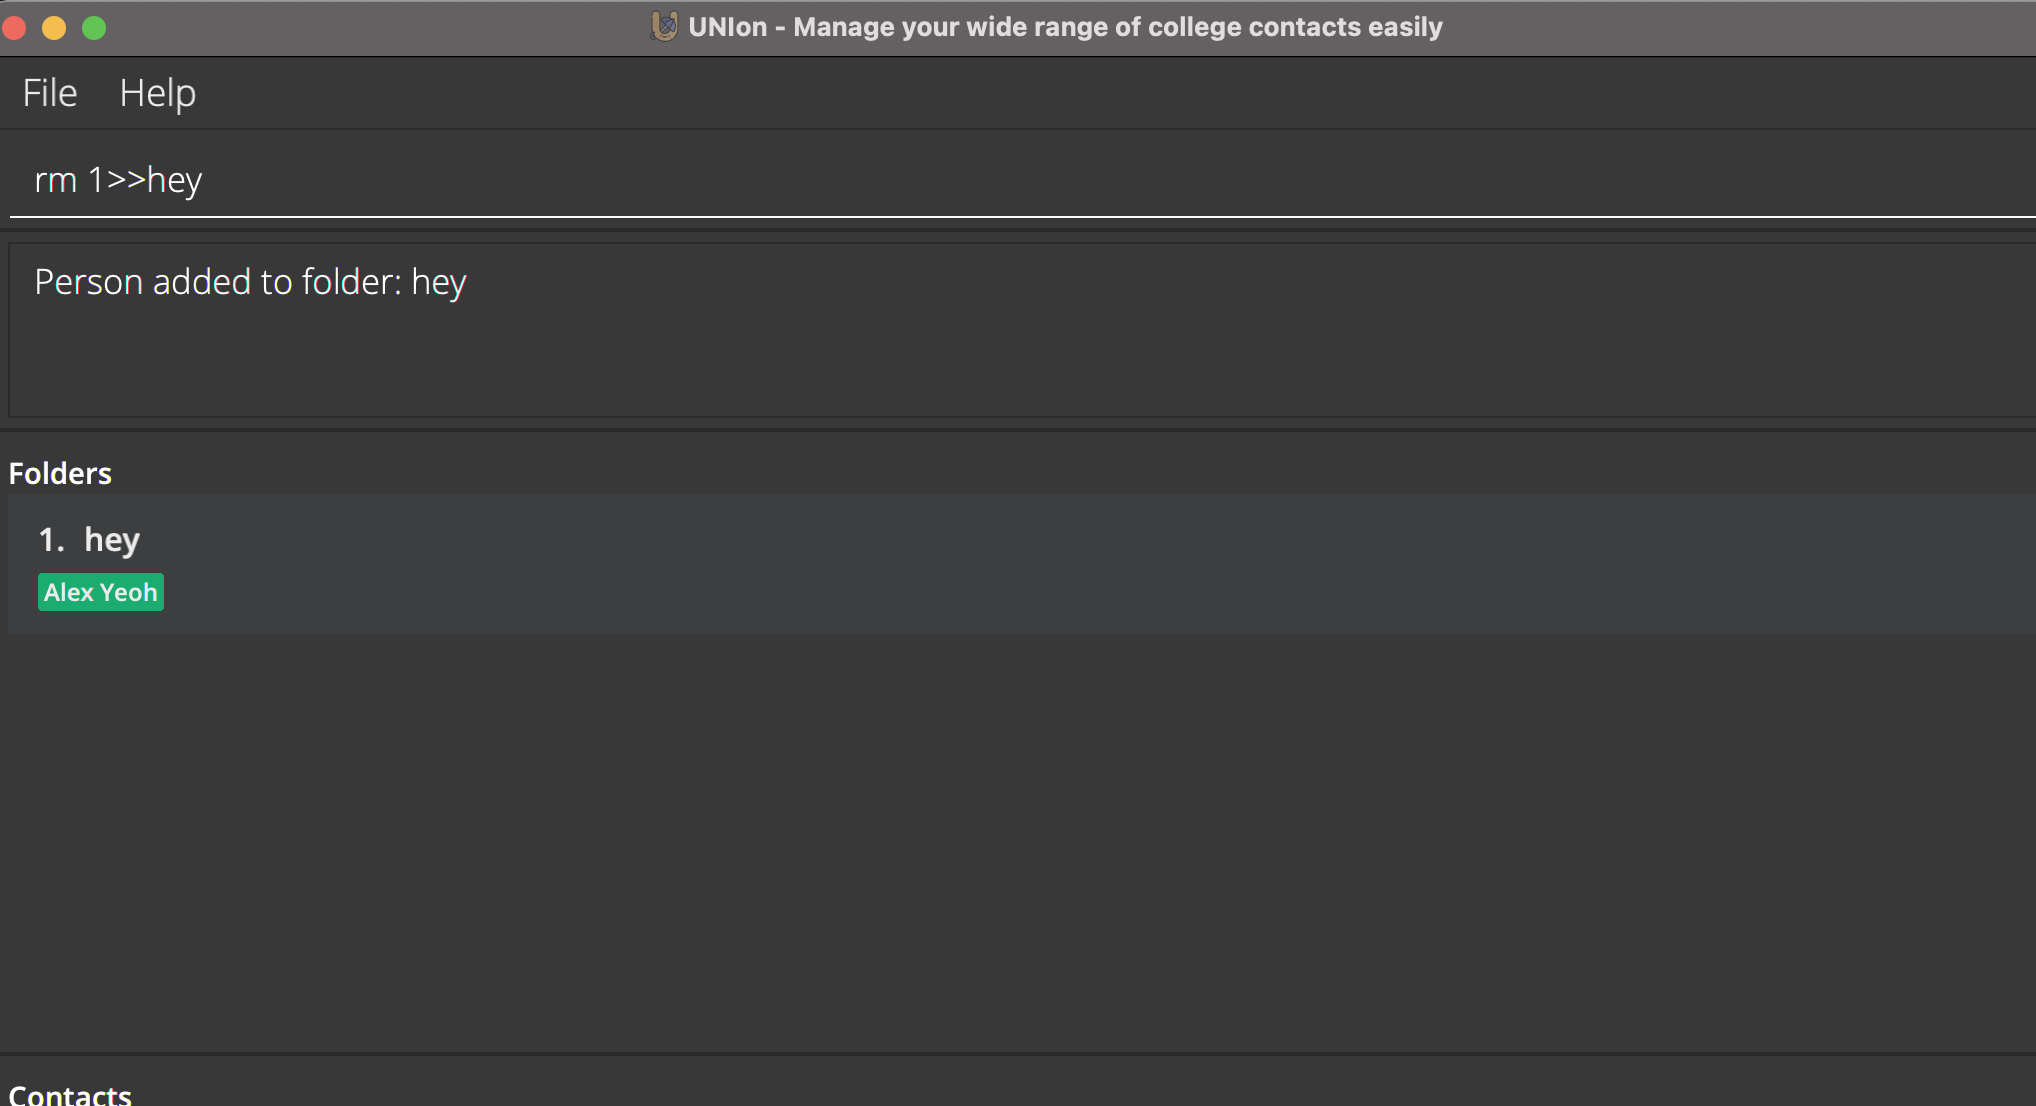 UNIon - Manage your wide range of college contacts easily
File Help
rm 1>>hey
Person added to folder: hey
Folders
1. hey
Alex Yeoh
Contacts